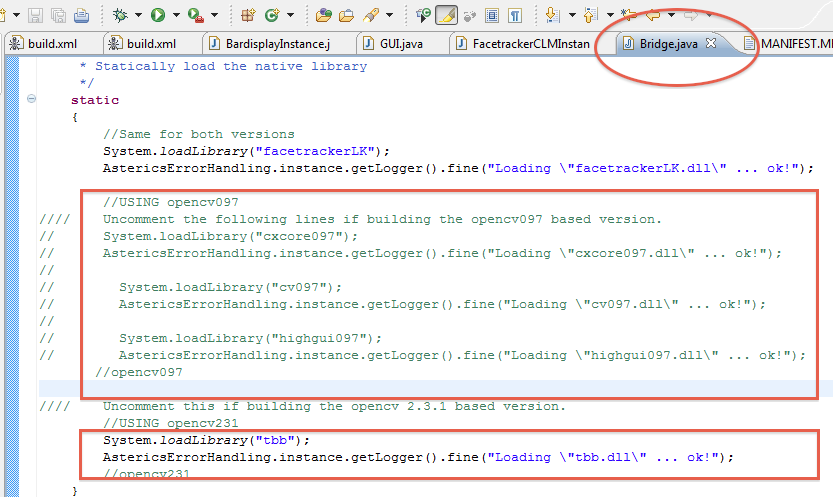 build.xml
build.xml
BardisplayInstance.j
GUI.java
FacetrackerCLMInstan
Bridge.java
MANIFEST.MF
* Statically load the native library
*/
static
{
//Same for both versions
System.loadLibrary("facetrackerLK");
AstericsErrorHandling.instance.getLogger().fine("Loading \"facetrackerLK.dll\" ... ok!");
//USING opencv097
//// Uncomment the following lines if building the opencv097 based version.
// System.loadLibrary("cxcore097");
// AstericsErrorHandling.instance.getLogger().fine("Loading \"cxcore097.dll\" ... ok!");
//
// System.loadLibrary("cv097");
// AstericsErrorHandling.instance.getLogger().fine("Loading \"cv097.dll\" ... ok!");
//
// System.loadLibrary("highgui097");
// AstericsErrorHandling.instance.getLogger().fine("Loading \"highgui097.dll\" ... ok!");
//opencv097
//// Uncomment this if building the opencv 2.3.1 based version.
//USING opencv231
System.loadLibrary("tbb");
AstericsErrorHandling.instance.getLogger().fine("Loading \"tbb.dll\" ... ok!");
//opencv231
}